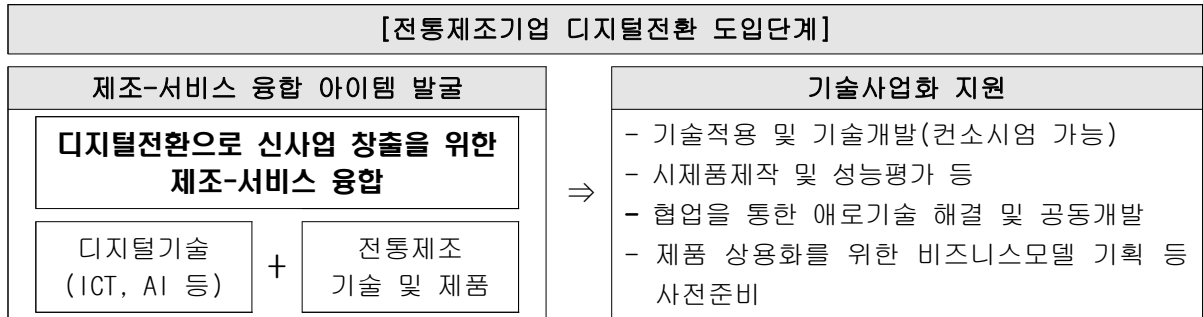 [전통제조기업 디지털전환 도입단계]
제조-서비스 융합 아이템 발굴
디지털전환으로 신사업 창출을 위한
제조-서비스 융합
디지털기술
(ICT, AI 등)
+
전통제조
기술 및 제품
⇒
기술사업화 지원
- 기술적용 및 기술개발(컨소시엄 가능)
- 시제품제작 및 성능평가 등
- 협업을 통한 애로기술 해결 및 공동개발
- 제품 상용화를 위한 비즈니스모델 기획 등
사전준비